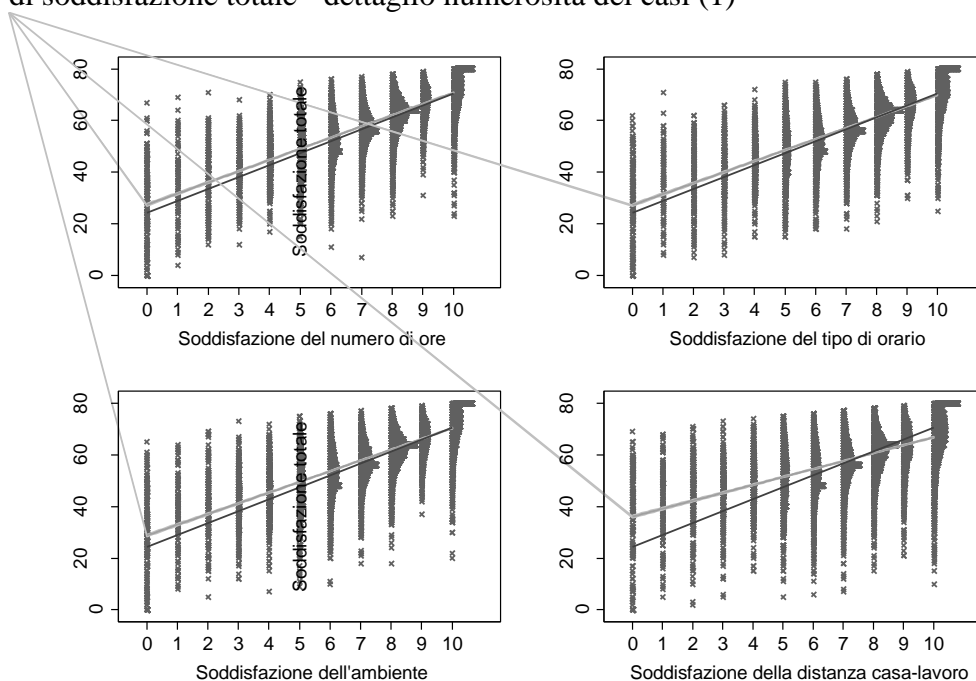 di soddisfazione totale - dettaglio numerosità dei casi (1)
80
60
40
20
0
Soddisfazione totale
0 1 2 3 4 5 6 7 8 9 10
Soddisfazione del numero di ore
80
60
40
20
0
0 1 2 3 4 5 6 7 8 9 10
Soddisfazione del tipo di orario
80
60
40
20
0
Soddisfazione totale
0 1 2 3 4 5 6 7 8 9 10
Soddisfazione dell'ambiente
80
60
40
20
0
0 1 2 3 4 5 6 7 8 9 10
Soddisfazione della distanza casa-lavoro